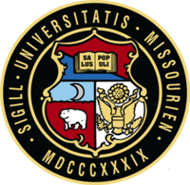 SIGILL · UNIVERSITATIS · MISSOURIEN ·
SA POP
LUS ULI
MDCCCXXXIX